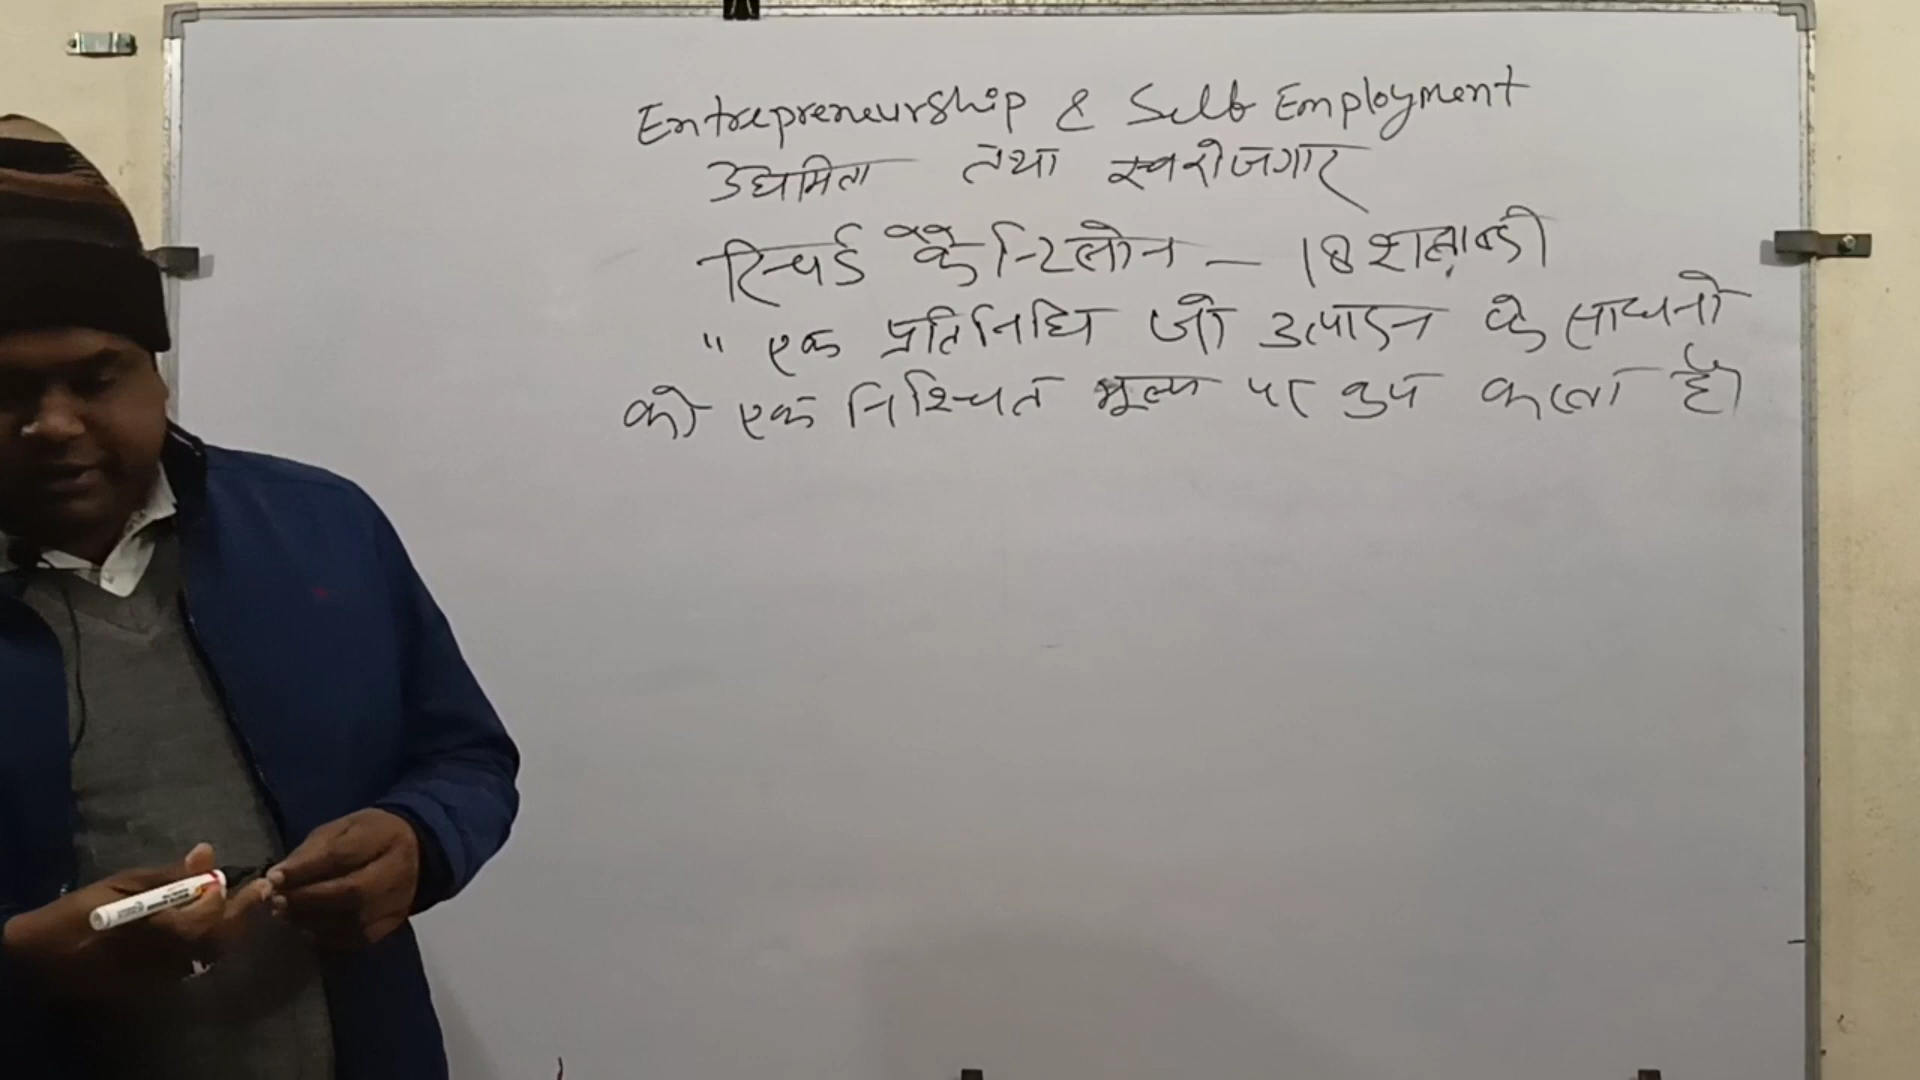 Entrepreneurship & Self Employment
उद्यमिता तथा स्वरोजगार
रिचर्ड केन्टिलोन - 18 शताब्दी
" एक प्रतिनिधि जो उत्पादन के साधनो
को एक निश्चित मूल्य पर क्रय करता है।